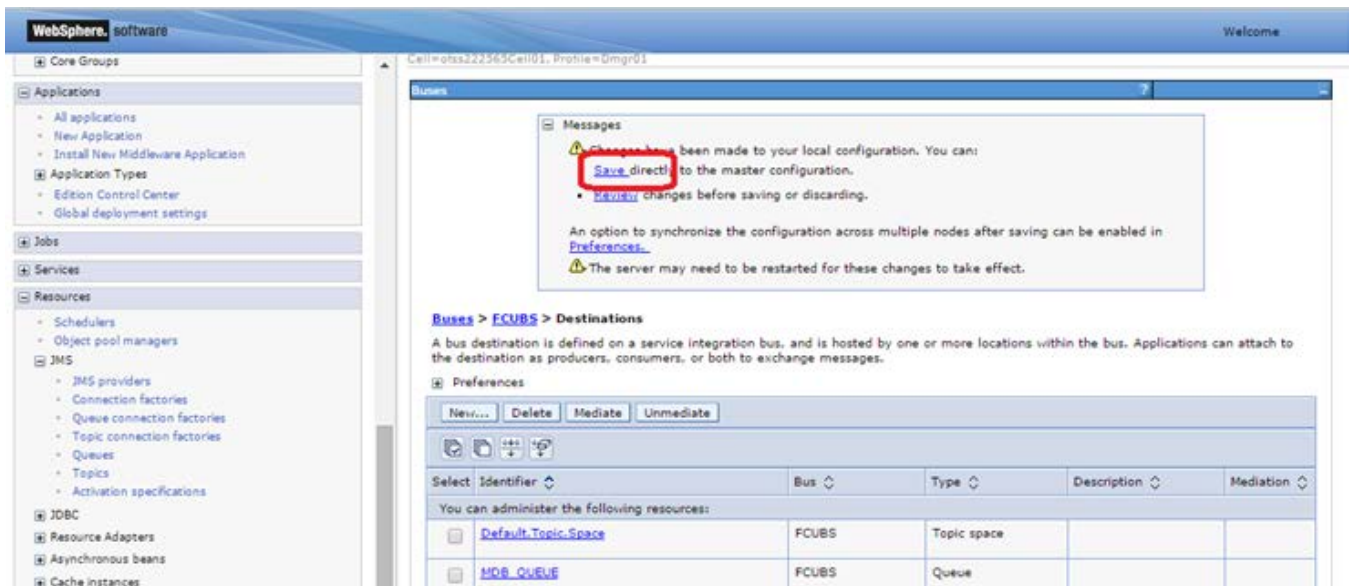 WebSphere. software
Welcome
Core Groups
Applications
All applications
New Application
Install New Middleware Application
Application Types
Edition Control Center
Global deployment settings
Jobs
Services
Resources
Schedulers
Object pool managers
JMS
JMS providers
Connection factories
Queue connection factories
Topic connection factories
Queues
Topics
Activation specifications
JDBC
Resource Adapters
Asynchronous beans
Cache instances
Cell=ofss222565Cell01, Profile=Dmgr01
Buses
?
Messages
Changes have been made to your local configuration. You can:
Save directly to the master configuration.
Review changes before saving or discarding.
An option to synchronize the configuration across multiple nodes after saving can be enabled in
Preferences.
The server may need to be restarted for these changes to take effect.
Buses > FCUBS > Destinations
A bus destination is defined on a service integration bus, and is hosted by one or more locations within the bus. Applications can attach to
the destination as producers, consumers, or both to exchange messages.
Preferences
New... Delete Mediate Unmediate
Select Identifier Bus Type Description Mediation
You can administer the following resources:
Default.Topic.Space FCUBS Topic space
MDB_QUEUE FCUBS Queue